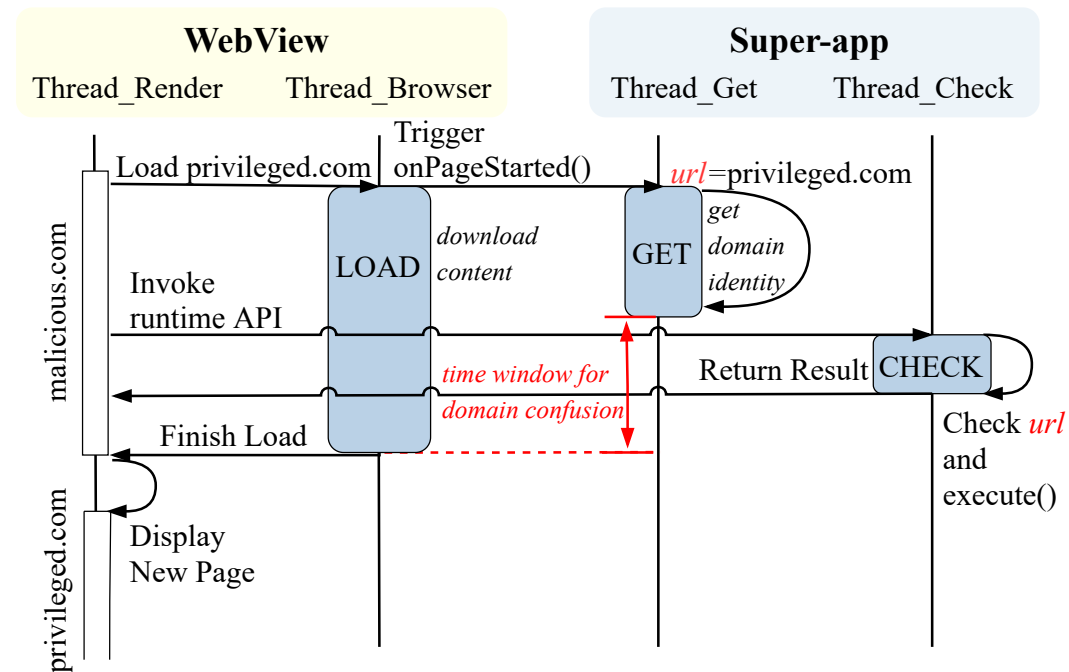 WebView
Super-app
Thread_Render
Thread_Browser
Thread_Get
Thread_Check
Trigger
onPageStarted()
Load privileged.com
url=privileged.com
get
domain
identity
download
content
LOAD
GET
malicious.com
Invoke
runtime API
CHECK
Return Result
time window for
domain confusion
Check url
and
execute()
Finish Load
Display
New Page
privileged.com